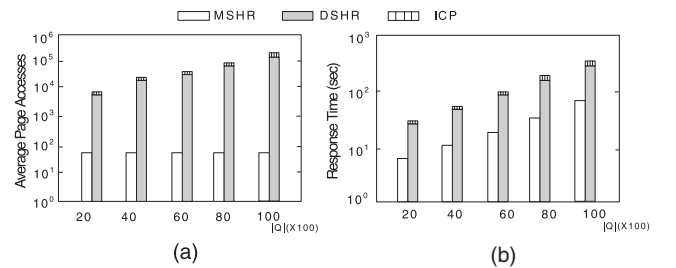 MSHR DSHR ICP
Average Page Accesses
10^6
10^5
10^4
10^3
10^2
10^1
10^0
20 40 60 80 100
|Q|(X100)
(a)
Response Time (sec)
10^3
10^2
10^1
10^0
20 40 60 80 100
|Q|(X100)
(b)